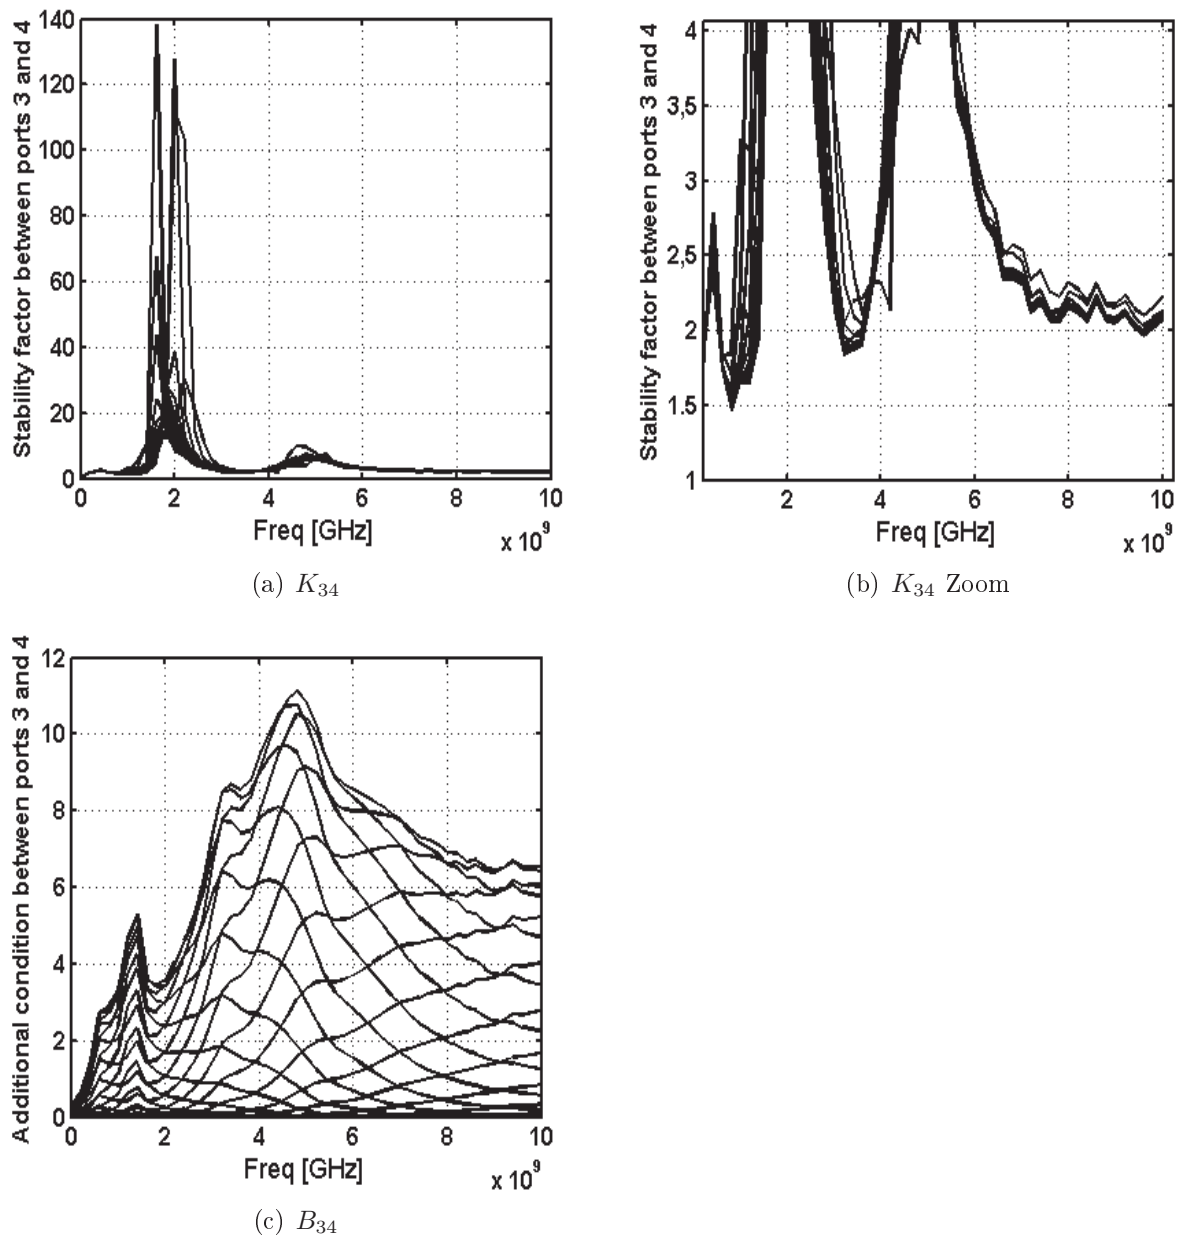 Stability factor between ports 3 and 4
140
120
100
80
60
40
20
0
0 2 4 6 8 10
Freq [GHz]
x 10^9
(a) K_34
Stability factor between ports 3 and 4
4
3,5
3
2,5
2
1.5
1
2 4 6 8 10
Freq [GHz]
x 10^9
(b) K_34 Zoom
Additional condition between ports 3 and 4
12
10
8
6
4
2
0
0 2 4 6 8 10
Freq [GHz]
x 10^9
(c) B_34